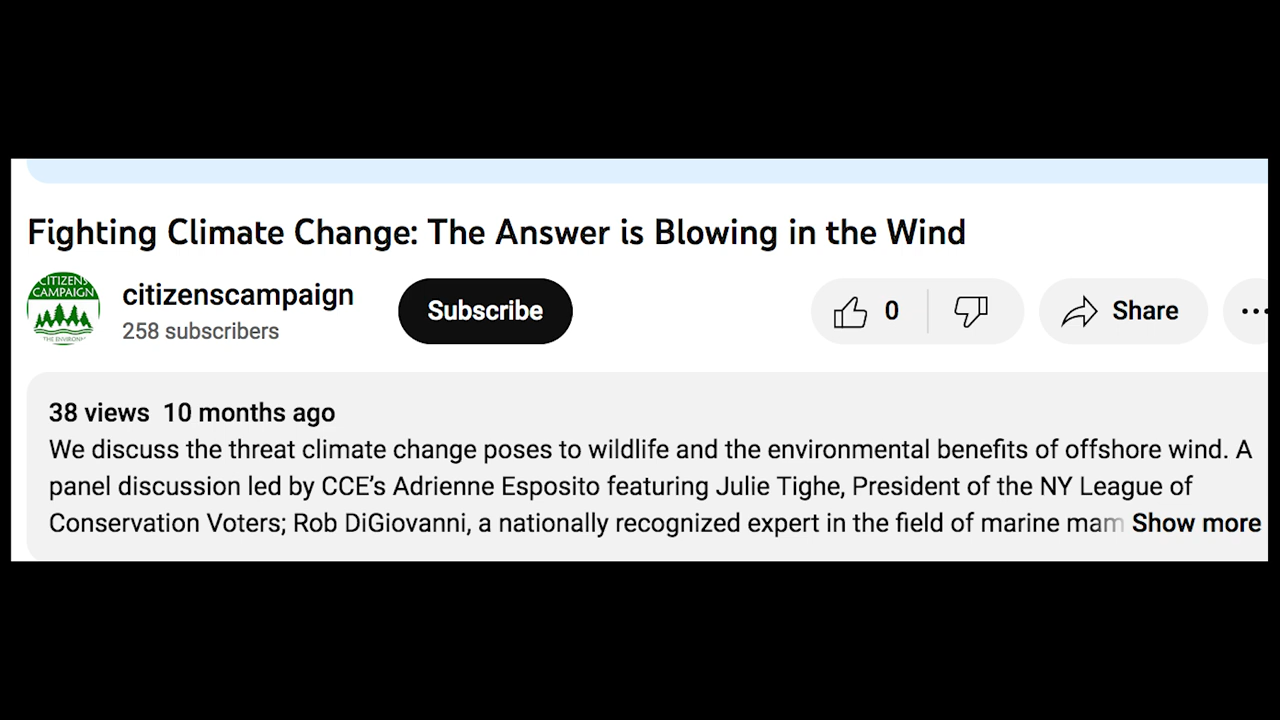 Fighting Climate Change: The Answer is Blowing in the Wind
CITIZENS
CAMPAIGN
citizenscampaign
258 subscribers
Subscribe
0
Share
38 views 10 months ago
We discuss the threat climate change poses to wildlife and the environmental benefits of offshore wind. A
panel discussion led by CCE’s Adrienne Esposito featuring Julie Tighe, President of the NY League of
Conservation Voters; Rob DiGiovanni, a nationally recognized expert in the field of marine mam Show more